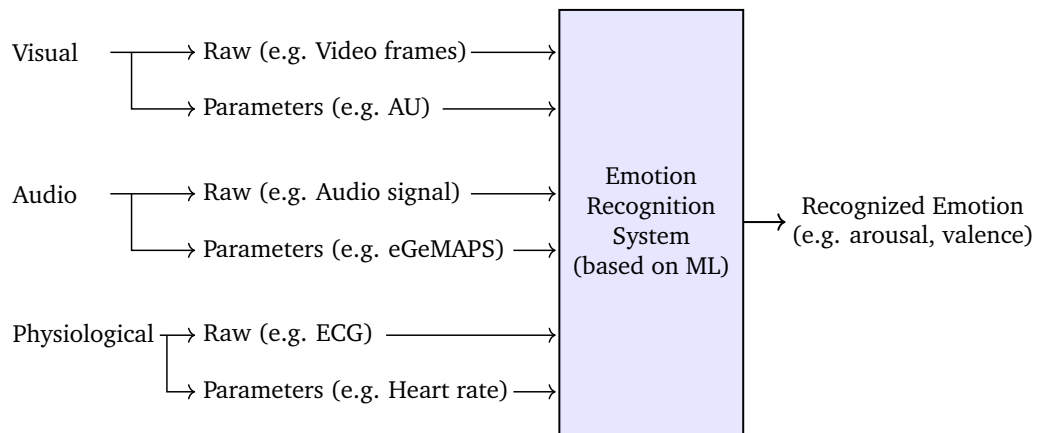 Visual
Raw (e.g. Video frames)
Parameters (e.g. AU)
Audio
Raw (e.g. Audio signal)
Parameters (e.g. eGeMAPS)
Physiological
Raw (e.g. ECG)
Parameters (e.g. Heart rate)
Emotion
Recognition
System
(based on ML)
Recognized Emotion
(e.g. arousal, valence)